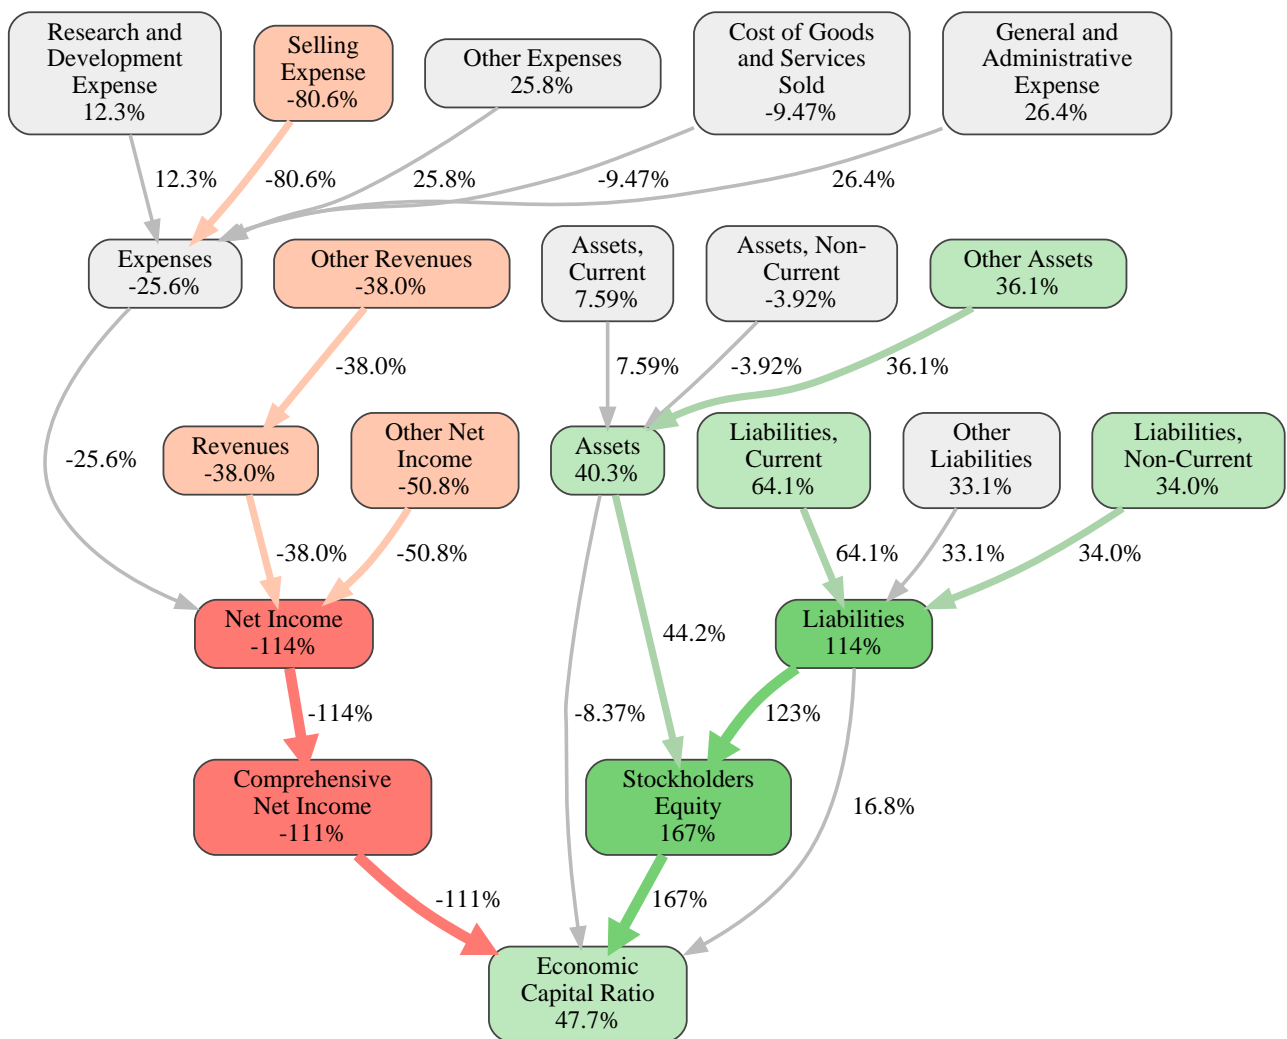 Research and
Development
Expense
12.3%
Selling
Expense
-80.6%
Other Expenses
25.8%
Cost of Goods
and Services
Sold
-9.47%
General and
Administrative
Expense
26.4%
12.3%
-80.6%
25.8%
-9.47%
26.4%
Expenses
-25.6%
Other Revenues
-38.0%
Assets,
Current
7.59%
Assets, Non-
Current
-3.92%
Other Assets
36.1%
-38.0%
7.59%
-3.92%
36.1%
-25.6%
Revenues
-38.0%
Other Net
Income
-50.8%
Assets
40.3%
Liabilities,
Current
64.1%
Other
Liabilities
33.1%
Liabilities,
Non-Current
34.0%
-38.0%
-50.8%
64.1%
33.1%
34.0%
Net Income
-114%
44.2%
Liabilities
114%
-114%
-8.37%
123%
Comprehensive
Net Income
-111%
Stockholders
Equity
167%
16.8%
-111%
167%
Economic
Capital Ratio
47.7%